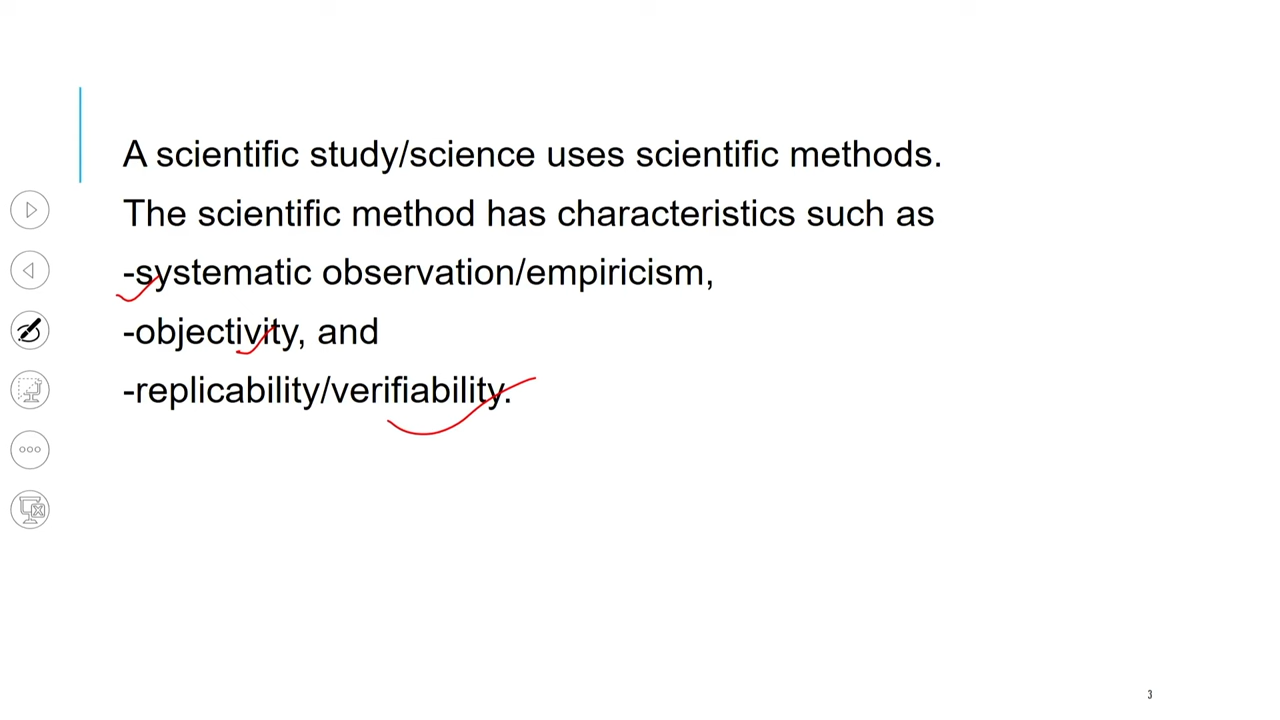 A scientific study/science uses scientific methods.
The scientific method has characteristics such as
-systematic observation/empiricism,
-objectivity, and
-replicability/verifiability.
3